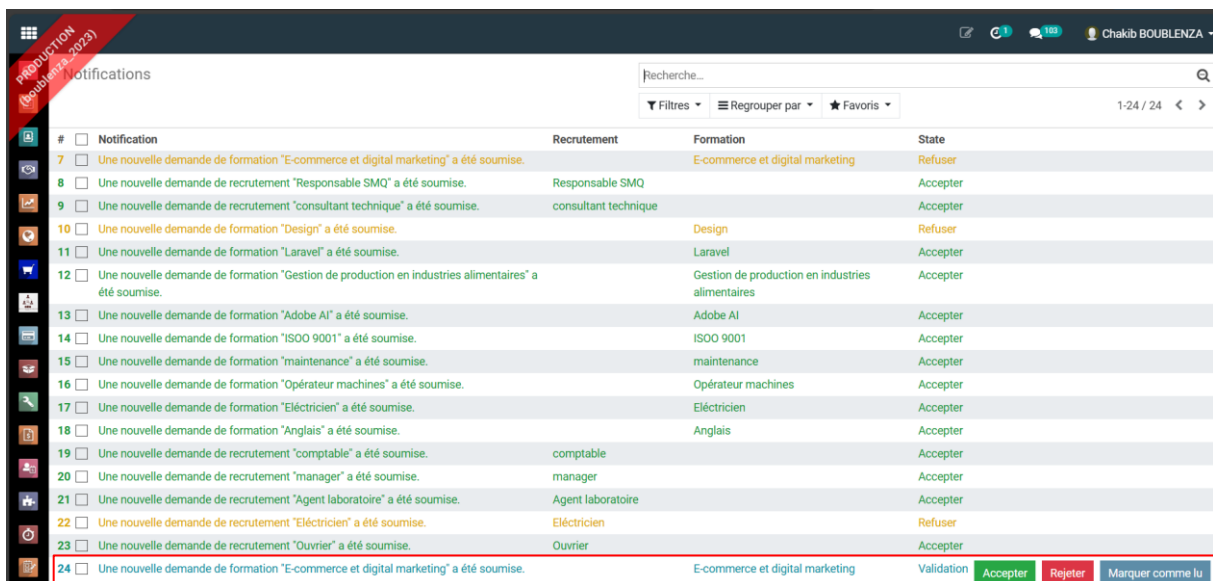 PRODUCTION
(boublenza_2023)
1
103
Chakib BOUBLENZA
Notifications
Recherche...
Filtres
Regrouper par
Favoris
1-24 / 24
# Notification Recrutement Formation State
7 Une nouvelle demande de formation "E-commerce et digital marketing" a été soumise. E-commerce et digital marketing Refuser
8 Une nouvelle demande de recrutement "Responsable SMQ" a été soumise. Responsable SMQ Accepter
9 Une nouvelle demande de recrutement "consultant technique" a été soumise. consultant technique Accepter
10 Une nouvelle demande de formation "Design" a été soumise. Design Refuser
11 Une nouvelle demande de formation "Laravel" a été soumise. Laravel Accepter
12 Une nouvelle demande de formation "Gestion de production en industries alimentaires" a Gestion de production en industries Accepter
été soumise. alimentaires
13 Une nouvelle demande de formation "Adobe AI" a été soumise. Adobe AI Accepter
14 Une nouvelle demande de formation "ISOO 9001" a été soumise. ISOO 9001 Accepter
15 Une nouvelle demande de formation "maintenance" a été soumise. maintenance Accepter
16 Une nouvelle demande de formation "Opérateur machines" a été soumise. Opérateur machines Accepter
17 Une nouvelle demande de formation "Eléctricien" a été soumise. Eléctricien Accepter
18 Une nouvelle demande de formation "Anglais" a été soumise. Anglais Accepter
19 Une nouvelle demande de recrutement "comptable" a été soumise. comptable Accepter
20 Une nouvelle demande de recrutement "manager" a été soumise. manager Accepter
21 Une nouvelle demande de recrutement "Agent laboratoire" a été soumise. Agent laboratoire Accepter
22 Une nouvelle demande de recrutement "Eléctricien" a été soumise. Eléctricien Refuser
23 Une nouvelle demande de recrutement "Ouvrier" a été soumise. Ouvrier Accepter
24 Une nouvelle demande de formation "E-commerce et digital marketing" a été soumise. E-commerce et digital marketing Validation Accepter Rejeter Marquer comme lu